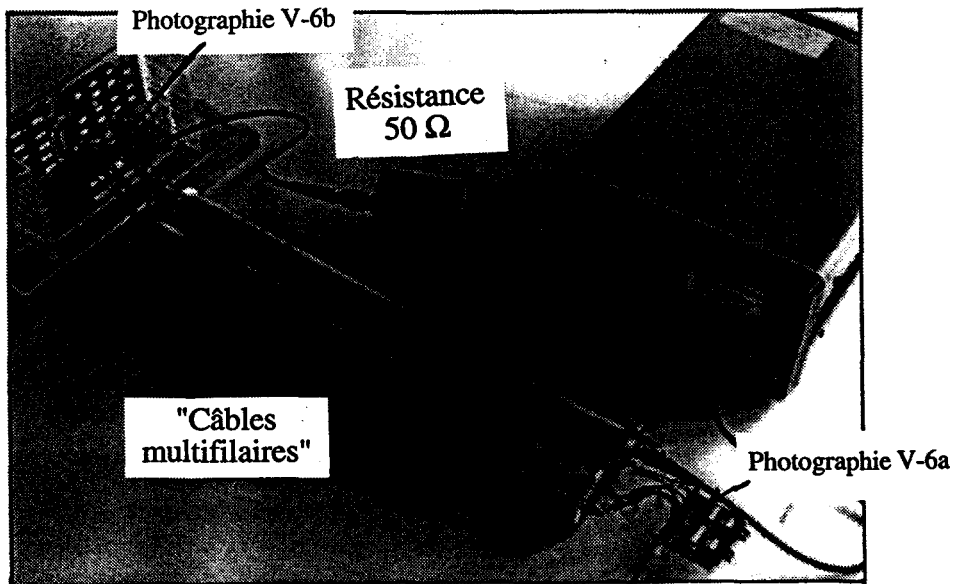 Photographie V-6b
Résistance
50 Ω
"Câbles
multifilaires"
Photographie V-6a